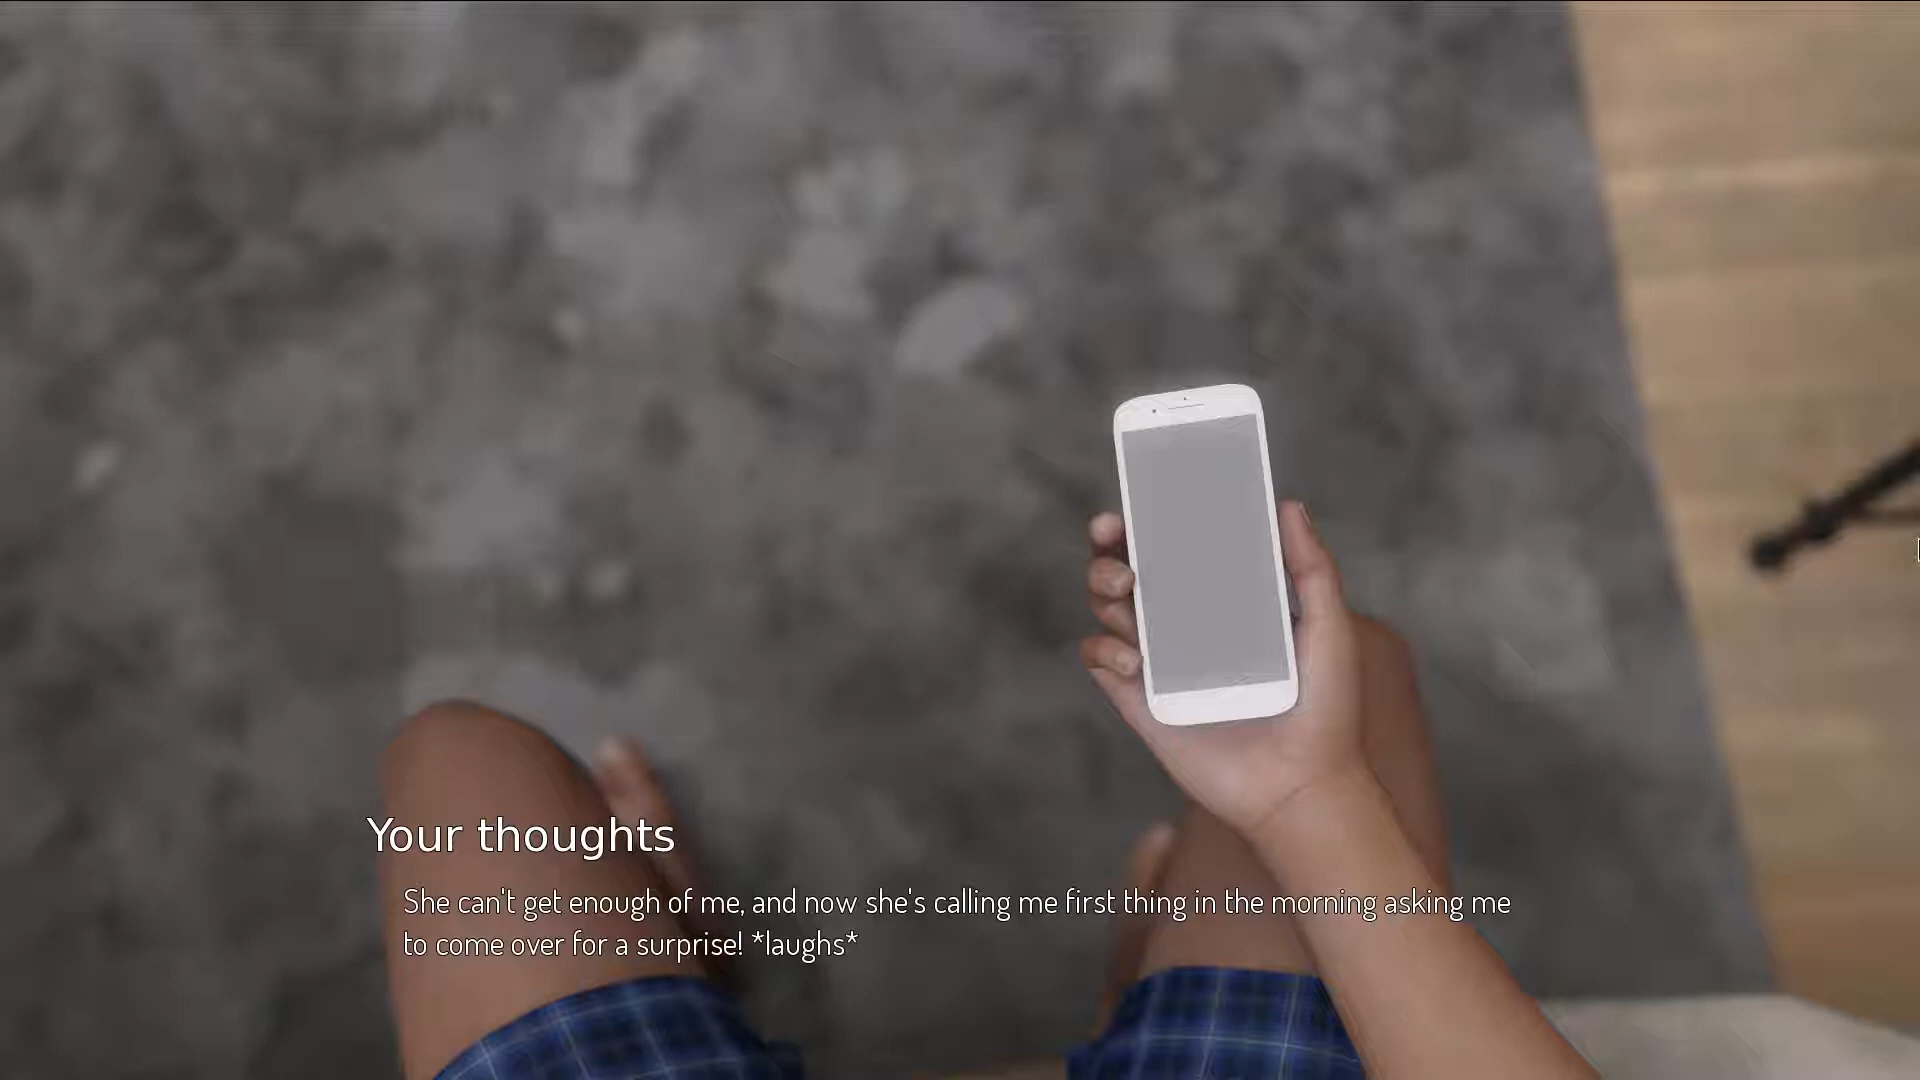 Your thoughts
She can't get enough of me, and now she's calling me first thing in the morning asking me
to come over for a surprise! *laughs*